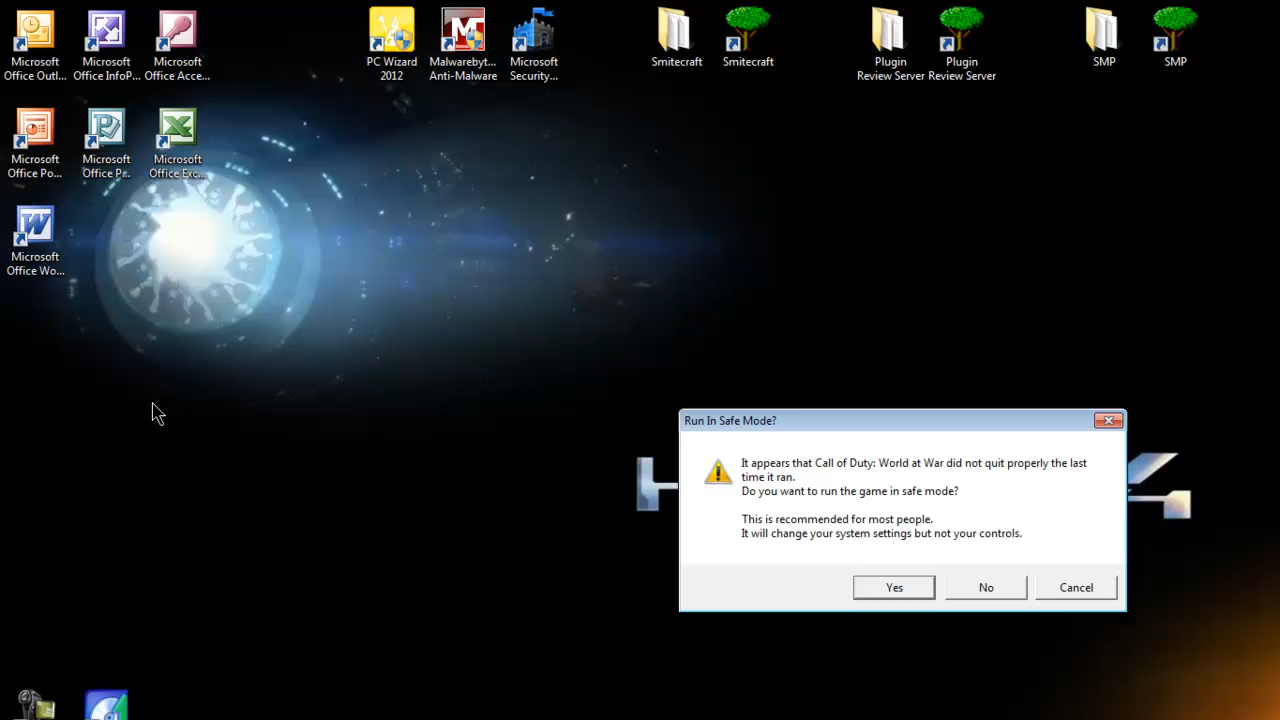 Microsoft Office Outl...
Microsoft Office InfoP...
Microsoft Office Acce...
PC Wizard 2012
Malwarebyt... Anti-Malware
Microsoft Security...
Smitecraft
Smitecraft
Plugin Review Server
Plugin Review Server
SMP
SMP
Microsoft Office Po...
Microsoft Office Pr..
Microsoft Office Exc...
Microsoft Office Wo...
Run In Safe Mode?
It appears that Call of Duty: World at War did not quit properly the last
time it ran.
Do you want to run the game in safe mode?
This is recommended for most people.
It will change your system settings but not your controls.
Yes
No
Cancel